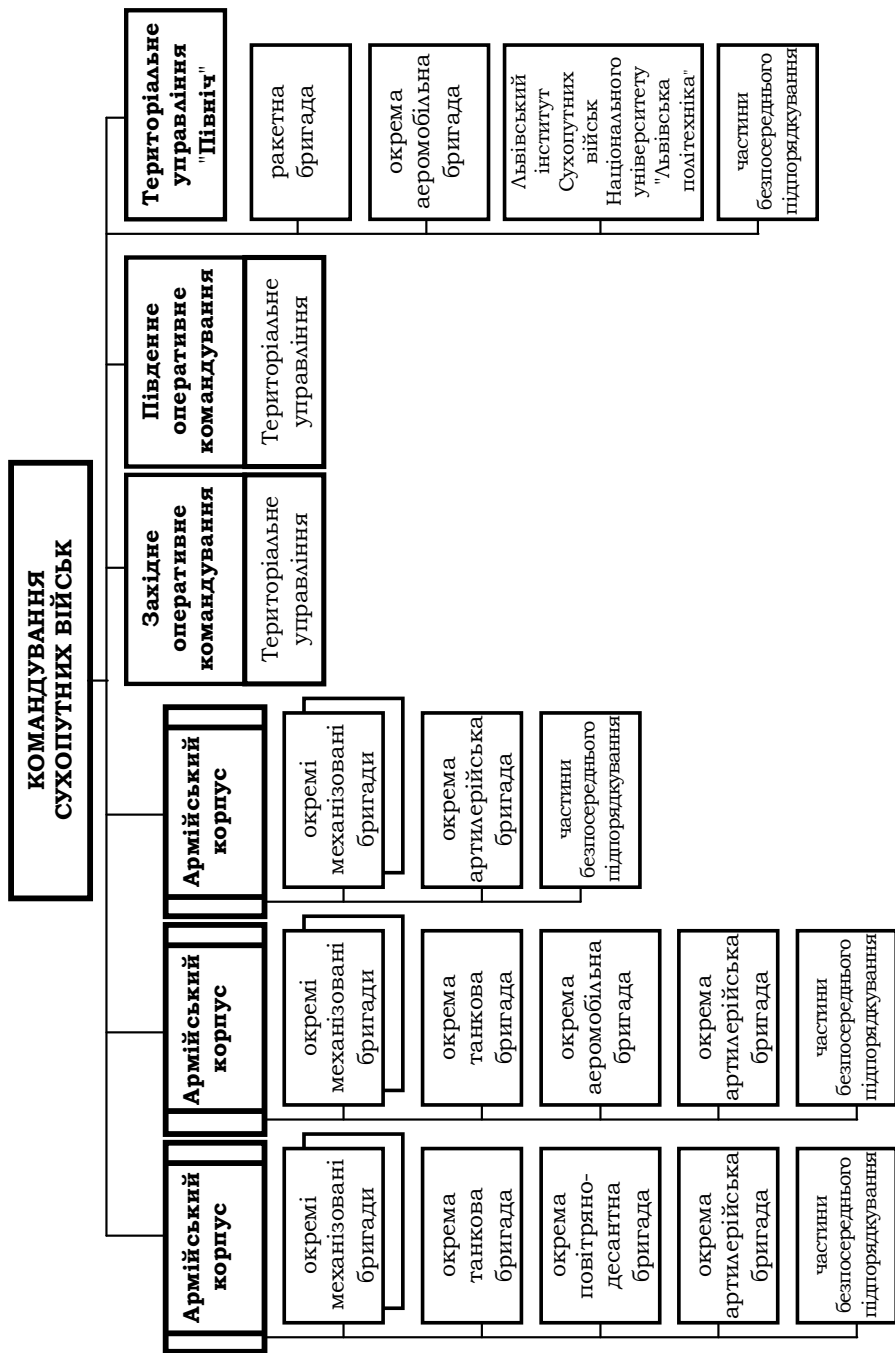 КОМАНДУВАННЯ
СУХОПУТНИХ ВІЙСЬК
Армійський
корпус
окремі
механізовані
бригади
окрема
танкова
бригада
окрема
повітряно-
десантна
бригада
окрема
артилерійська
бригада
частини
безпосереднього
підпорядкування
Армійський
корпус
окремі
механізовані
бригади
окрема
танкова
бригада
окрема
аеромобільна
бригада
окрема
артилерійська
бригада
частини
безпосереднього
підпорядкування
Армійський
корпус
окремі
механізовані
бригади
окрема
артилерійська
бригада
частини
безпосереднього
підпорядкування
Західне
оперативне
командування
Територіальне
управління
Південне
оперативне
командування
Територіальне
управління
Територіальне
управління
"Північ"
ракетна
бригада
окрема
аеромобільна
бригада
Львівський
інститут
Сухопутних
військ
Національного
університету
"Львівська
політехніка"
частини
безпосереднього
підпорядкування